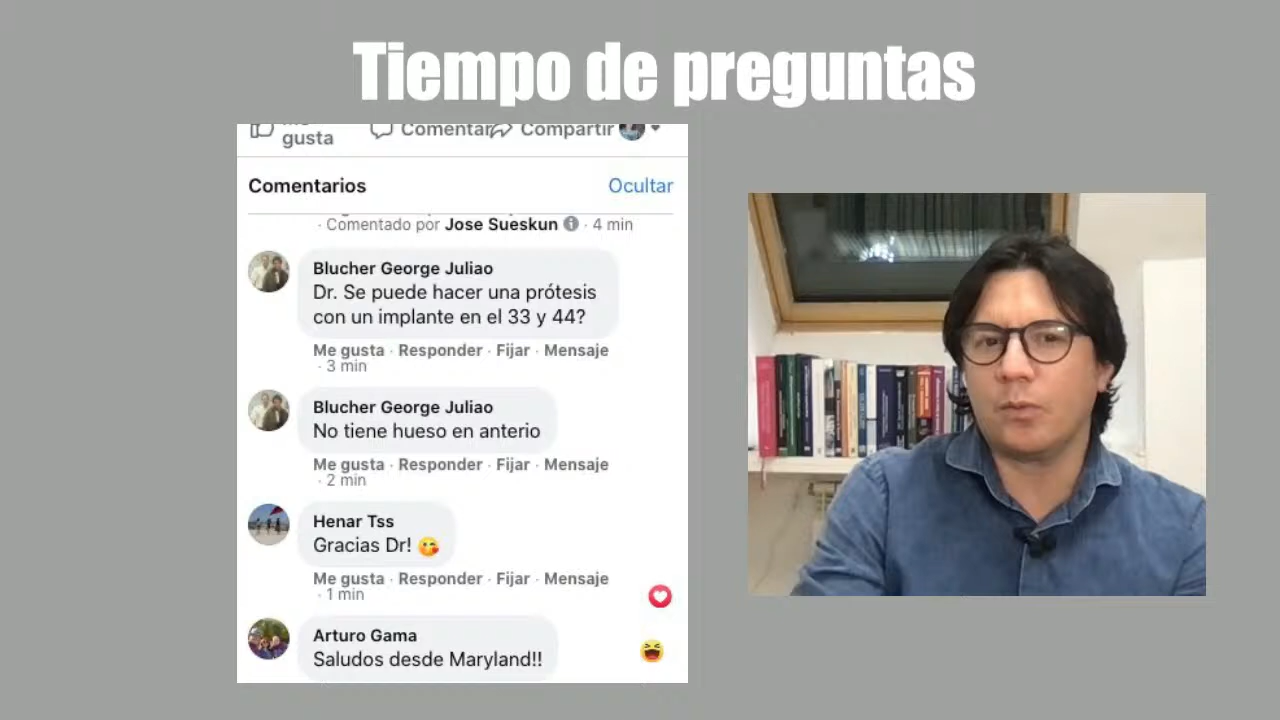 Tiempo de preguntas
gusta
Comentar
Compartir
Comentarios
Ocultar
· Comentado por Jose Sueskun · 4 min
Blucher George Juliao
Dr. Se puede hacer una prótesis
con un implante en el 33 y 44?
Me gusta · Responder · Fijar · Mensaje
· 3 min
Blucher George Juliao
No tiene hueso en anterio
Me gusta · Responder · Fijar · Mensaje
· 2 min
Henar Tss
Gracias Dr! 😘
Me gusta · Responder · Fijar · Mensaje
· 1 min
Arturo Gama
Saludos desde Maryland!!